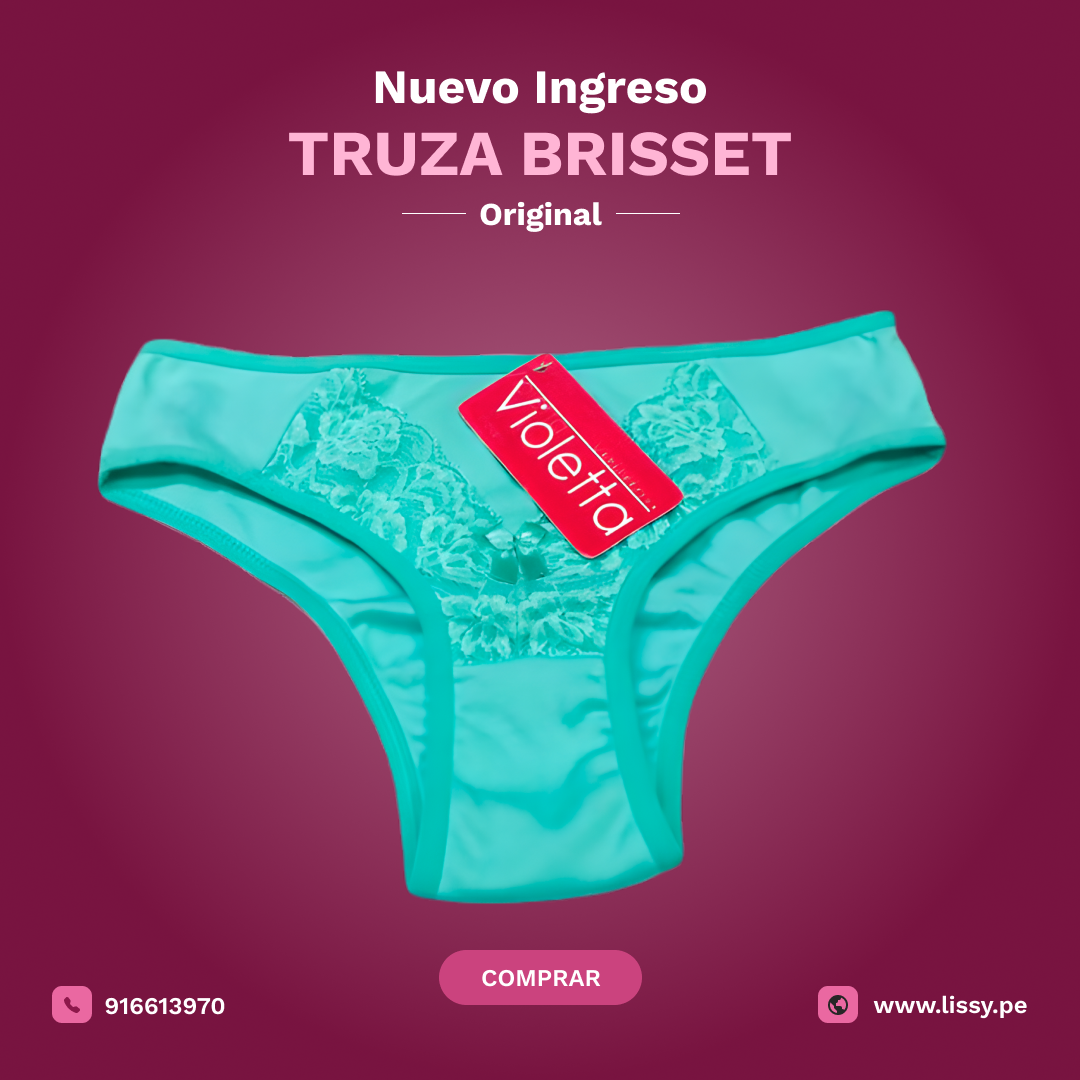 Nuevo Ingreso
TRUZA BRISSET
Original
Violetta
COMPRAR
916613970
www.lissy.pe